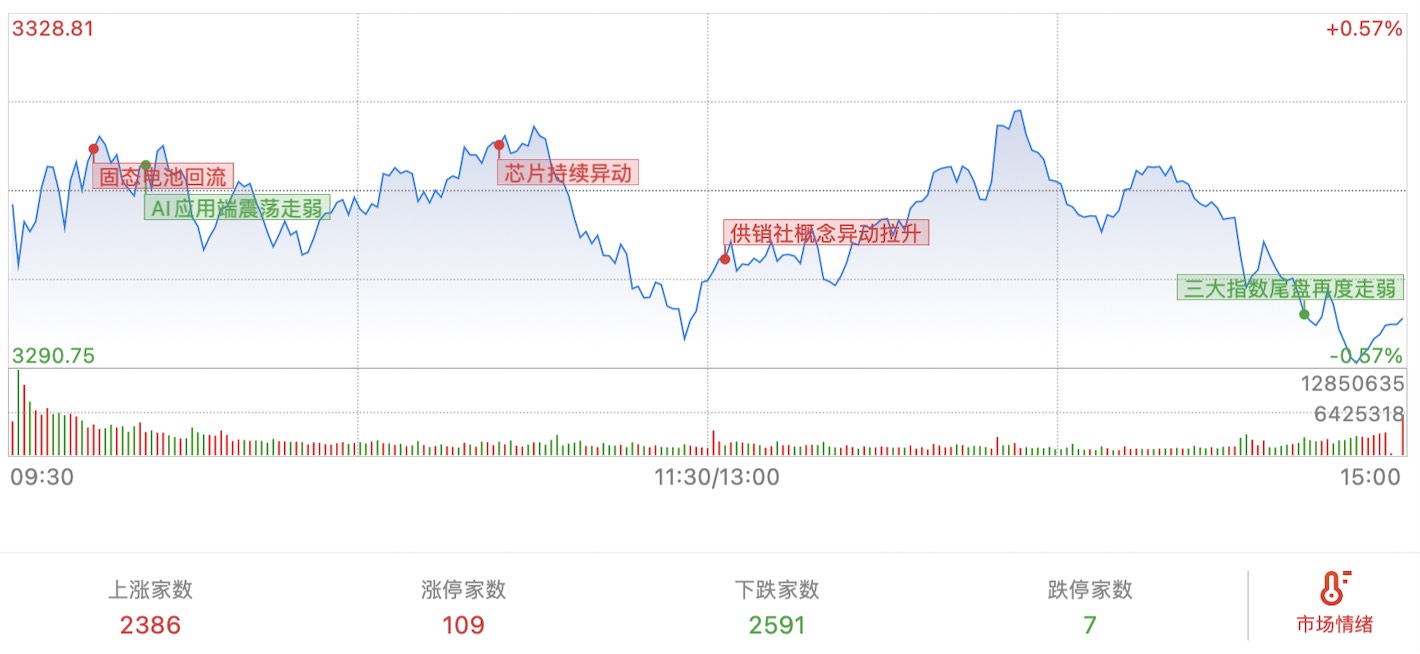 3328.81
+0.57%
固态电池回流
AI应用端震荡走弱
芯片持续异动
供销社概念异动拉升
三大指数尾盘再度走弱
3290.75
-0.57%
12850635
6425318
09:30
11:30/13:00
15:00
上涨家数
涨停家数
下跌家数
跌停家数
2386
109
2591
7
市场情绪